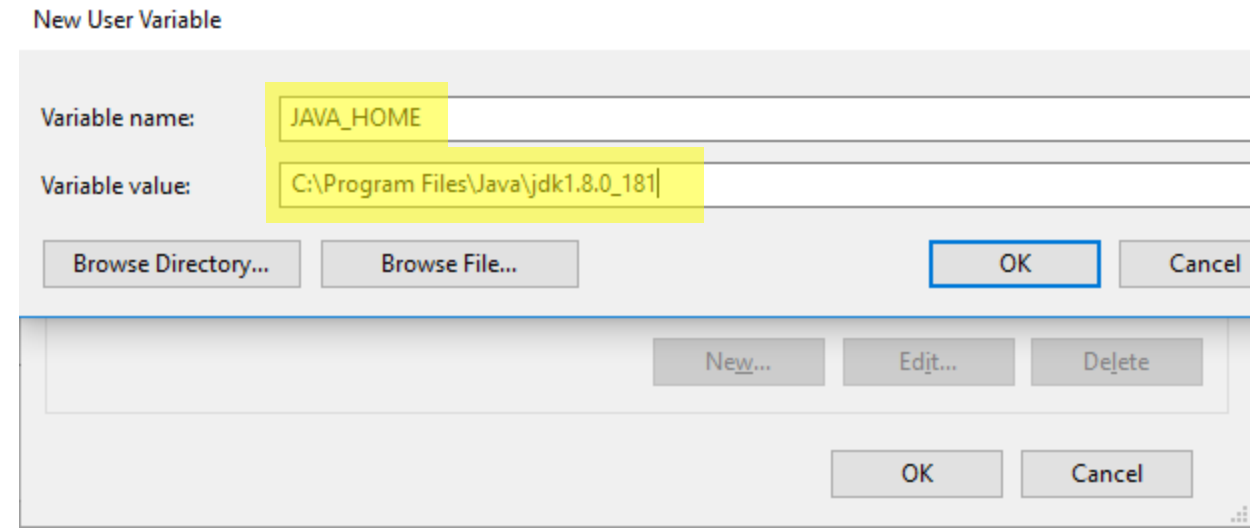 New User Variable
Variable name: JAVA_HOME
Variable value: C:\Program Files\Java\jdk1.8.0_181
Browse Directory... Browse File... OK Cancel
New... Edit... Delete
OK Cancel